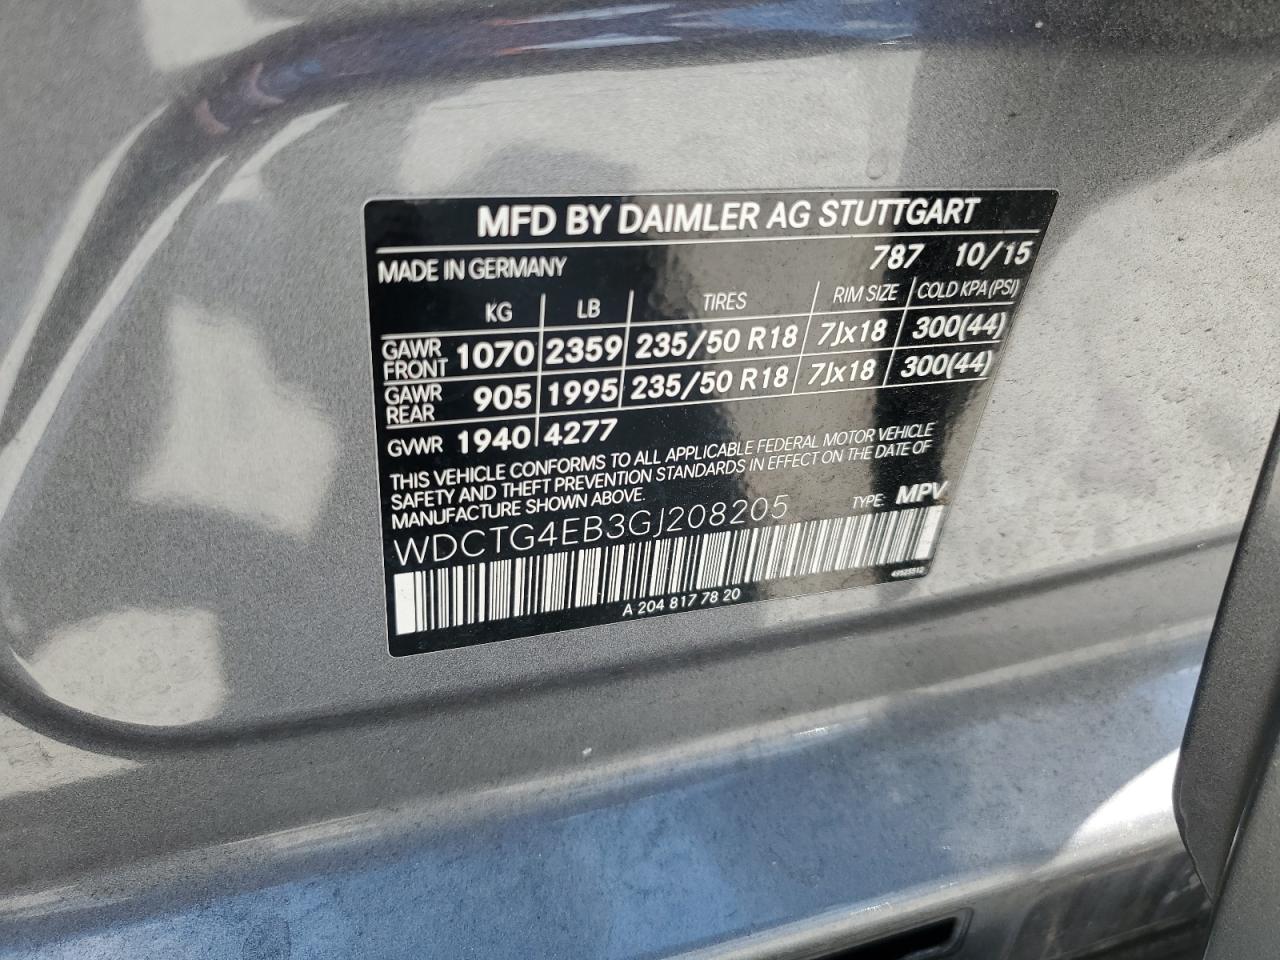 MFD BY DAIMLER AG STUTTGART
MADE IN GERMANY 787 10/15
KG LB TIRES RIM SIZE COLD KPA (PSI)
GAWR FRONT 1070 2359 235/50 R18 7Jx18 300(44)
GAWR REAR 905 1995 235/50 R18 7Jx18 300(44)
GVWR 1940 4277
THIS VEHICLE CONFORMS TO ALL APPLICABLE FEDERAL MOTOR VEHICLE
SAFETY AND THEFT PREVENTION STANDARDS IN EFFECT ON THE DATE OF
MANUFACTURE SHOWN ABOVE. TYPE: MPV
WDCTG4EB3GJ208205
A 204 817 78 20